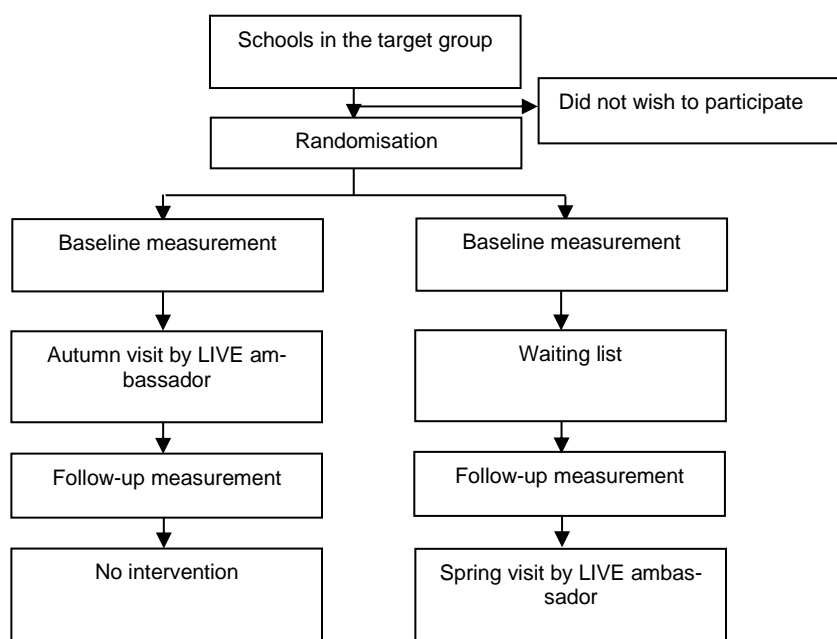 Schools in the target group
Did not wish to participate
Randomisation
Baseline measurement
Baseline measurement
Autumn visit by LIVE am-
bassador
Waiting list
Follow-up measurement
Follow-up measurement
No intervention
Spring visit by LIVE ambas-
sador